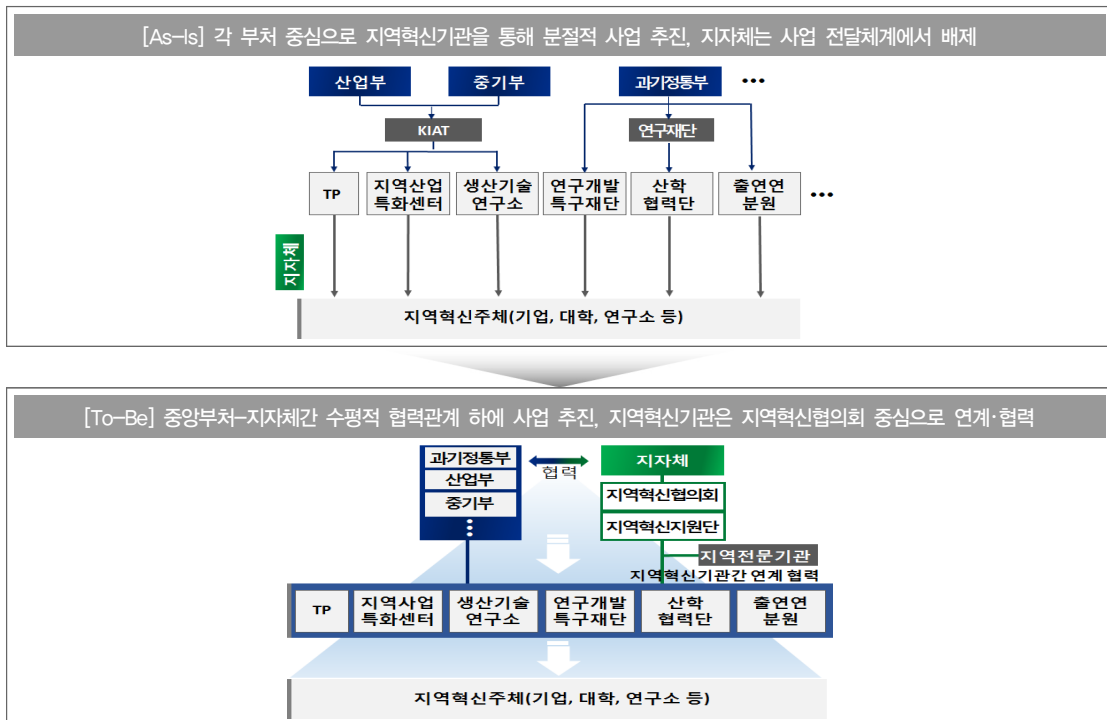 [As-Is] 각 부처 중심으로 지역혁신기관을 통해 분절적 사업 추진, 지자체는 사업 전달체계에서 배제
산업부
중기부
과기정통부
•••
KIAT
연구재단
TP
지역산업
특화센터
생산기술
연구소
연구개발
특구재단
산학
협력단
출연연
분원
•••
지자체
지역혁신주체(기업, 대학, 연구소 등)
[To-Be] 중앙부처-지자체간 수평적 협력관계 하에 사업 추진, 지역혁신기관은 지역혁신협의회 중심으로 연계·협력
과기정통부
산업부
중기부
•••
협력
지자체
지역혁신협의회
지역혁신지원단
지역전문기관
지역혁신기관간 연계 협력
TP
지역사업
특화센터
생산기술
연구소
연구개발
특구재단
산학
협력단
출연연
분원
지역혁신주체(기업, 대학, 연구소 등)